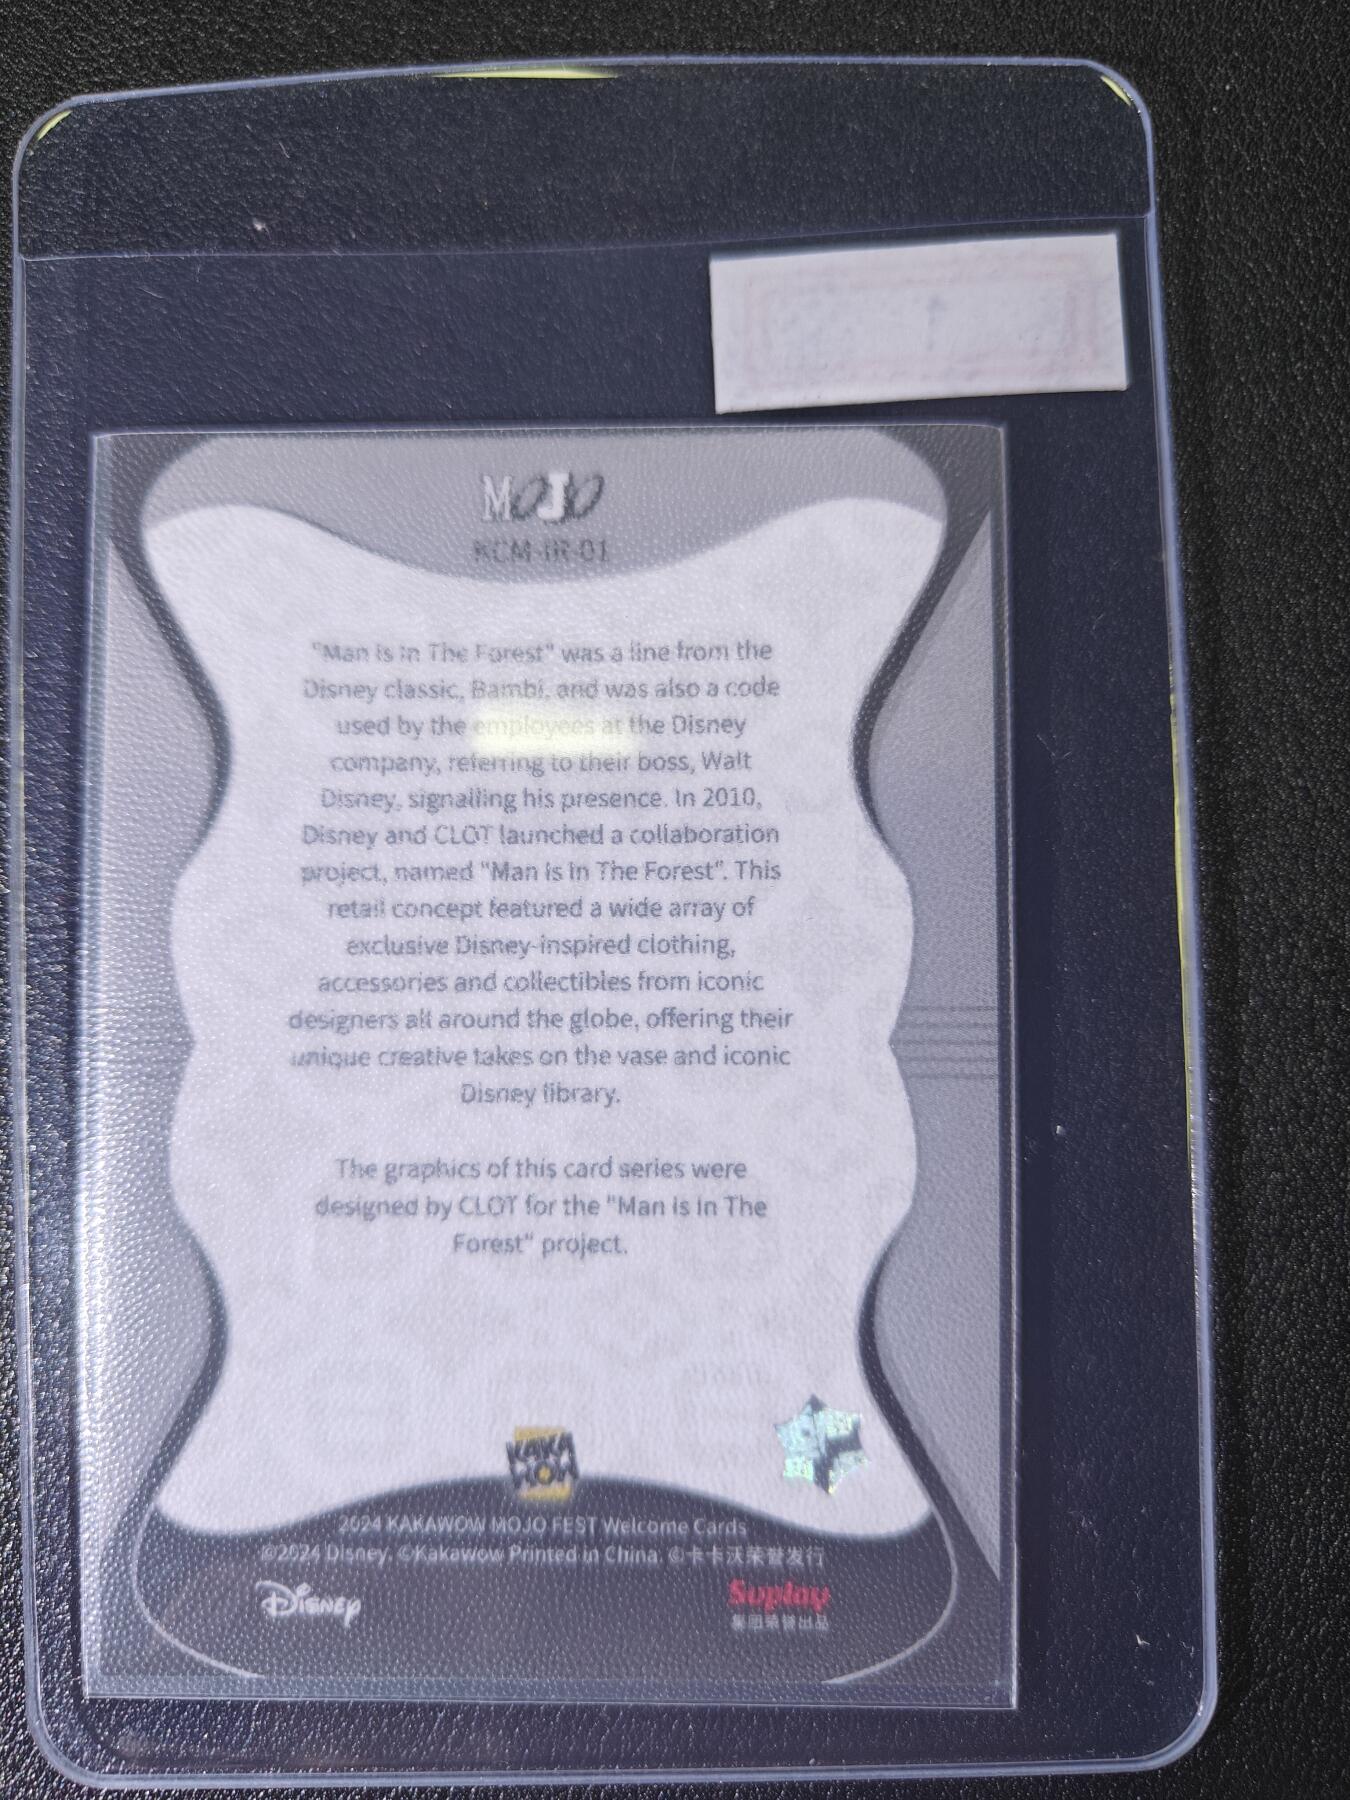 MOJO
KCM-IR-01
"Man Is In The Forest" was a line from the
Disney classic, Bambi, and was also a code
used by the employees at the Disney
company, referring to their boss, Walt
Disney, signalling his presence. In 2010,
Disney and CLOT launched a collaboration
project, named "Man Is In The Forest". This
retail concept featured a wide array of
exclusive Disney-inspired clothing,
accessories and collectibles from iconic
designers all around the globe, offering their
unique creative takes on the vase and iconic
Disney library.
The graphics of this card series were
designed by CLOT for the "Man Is In The
Forest" project.
KAKA
WOW
2024 KAKAWOW MOJO FEST Welcome Cards
©2024 Disney. ©Kakawow Printed in China. ©卡卡沃荣誉发行
Disney
Suplay
集团荣誉出品